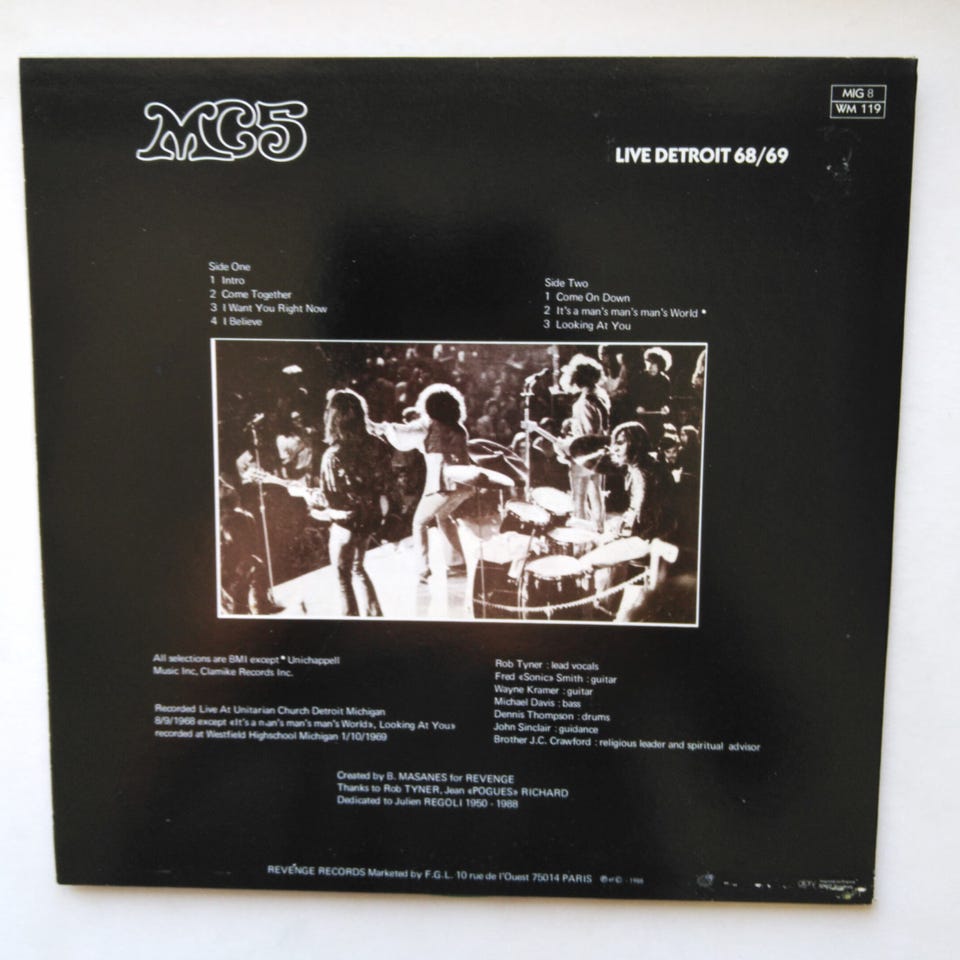 MC5
MIG 8
WM 119
LIVE DETROIT 68/69
Side One
1 Intro
2 Come Together
3 I Want You Right Now
4 I Believe
Side Two
1 Come On Down
2 It's a man's man's man's World *
3 Looking At You
All selections are BMI except * Unichappell
Music Inc, Clamike Records Inc.
Recorded Live At Unitarian Church Detroit Michigan
8/9/1968 except «It's a man's man's man's World», Looking At You»
recorded at Westfield Highschool Michigan 1/10/1969
Rob Tyner : lead vocals
Fred «Sonic» Smith : guitar
Wayne Kramer : guitar
Michael Davis : bass
Dennis Thompson : drums
John Sinclair : guidance
Brother J.C. Crawford : religious leader and spiritual advisor
Created by B. MASANES for REVENGE
Thanks to Rob TYNER, Jean «POGUES» RICHARD
Dedicated to Julien REGOLI 1950 - 1988
REVENGE RECORDS Marketed by F.G.L. 10 rue de l'Ouest 75014 PARIS ℗ et © - 1988